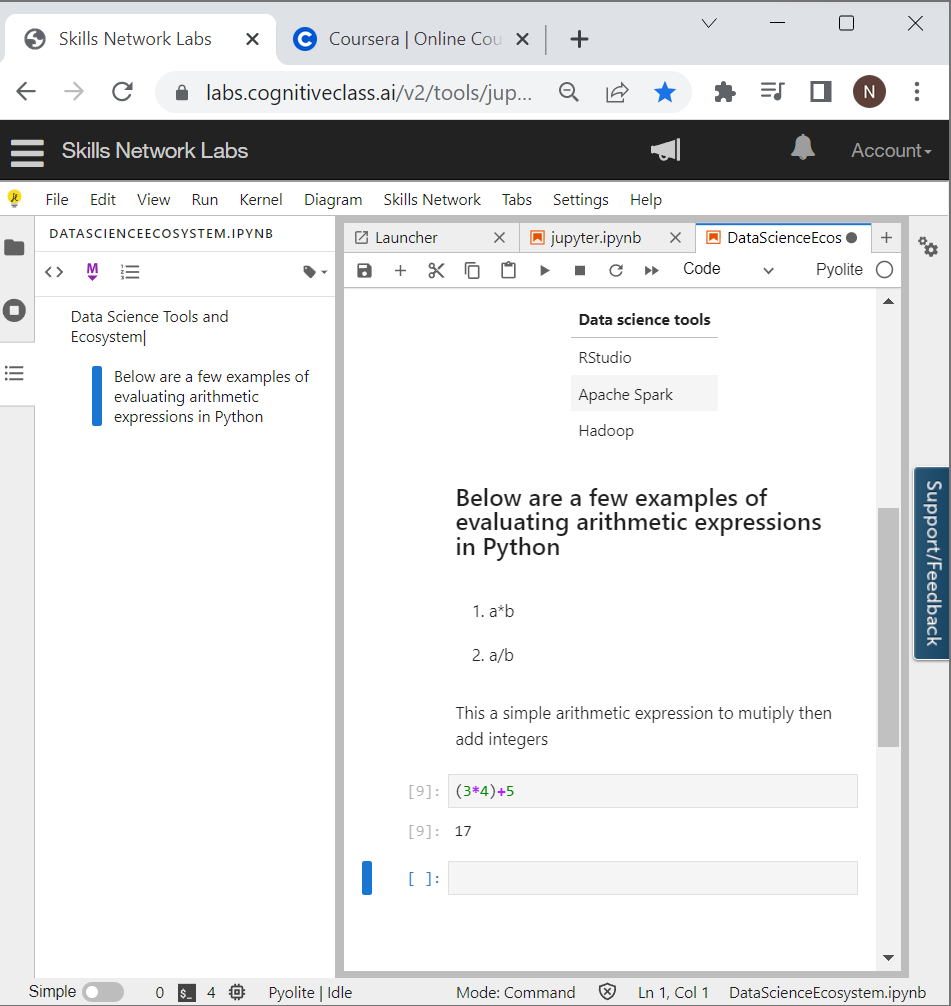 Skills Network Labs
Coursera | Online Cou
labs.cognitiveclass.ai/v2/tools/jup...
N
Skills Network Labs
Account
File Edit View Run Kernel Diagram Skills Network Tabs Settings Help
DATASCIENCEECOSYSTEM.IPYNB
M
Data Science Tools and
Ecosystem
Below are a few examples of
evaluating arithmetic
expressions in Python
Launcher
jupyter.ipynb
DataScienceEcos
Code
Pyolite
Data science tools
RStudio
Apache Spark
Hadoop
Below are a few examples of
evaluating arithmetic expressions
in Python
1. a*b
2. a/b
This a simple arithmetic expression to mutiply then
add integers
[9]: (3*4)+5
[9]: 17
[ ]:
Support/Feedback
Simple 0 $_ 4 Pyolite | Idle Mode: Command Ln 1, Col 1 DataScienceEcosystem.ipynb